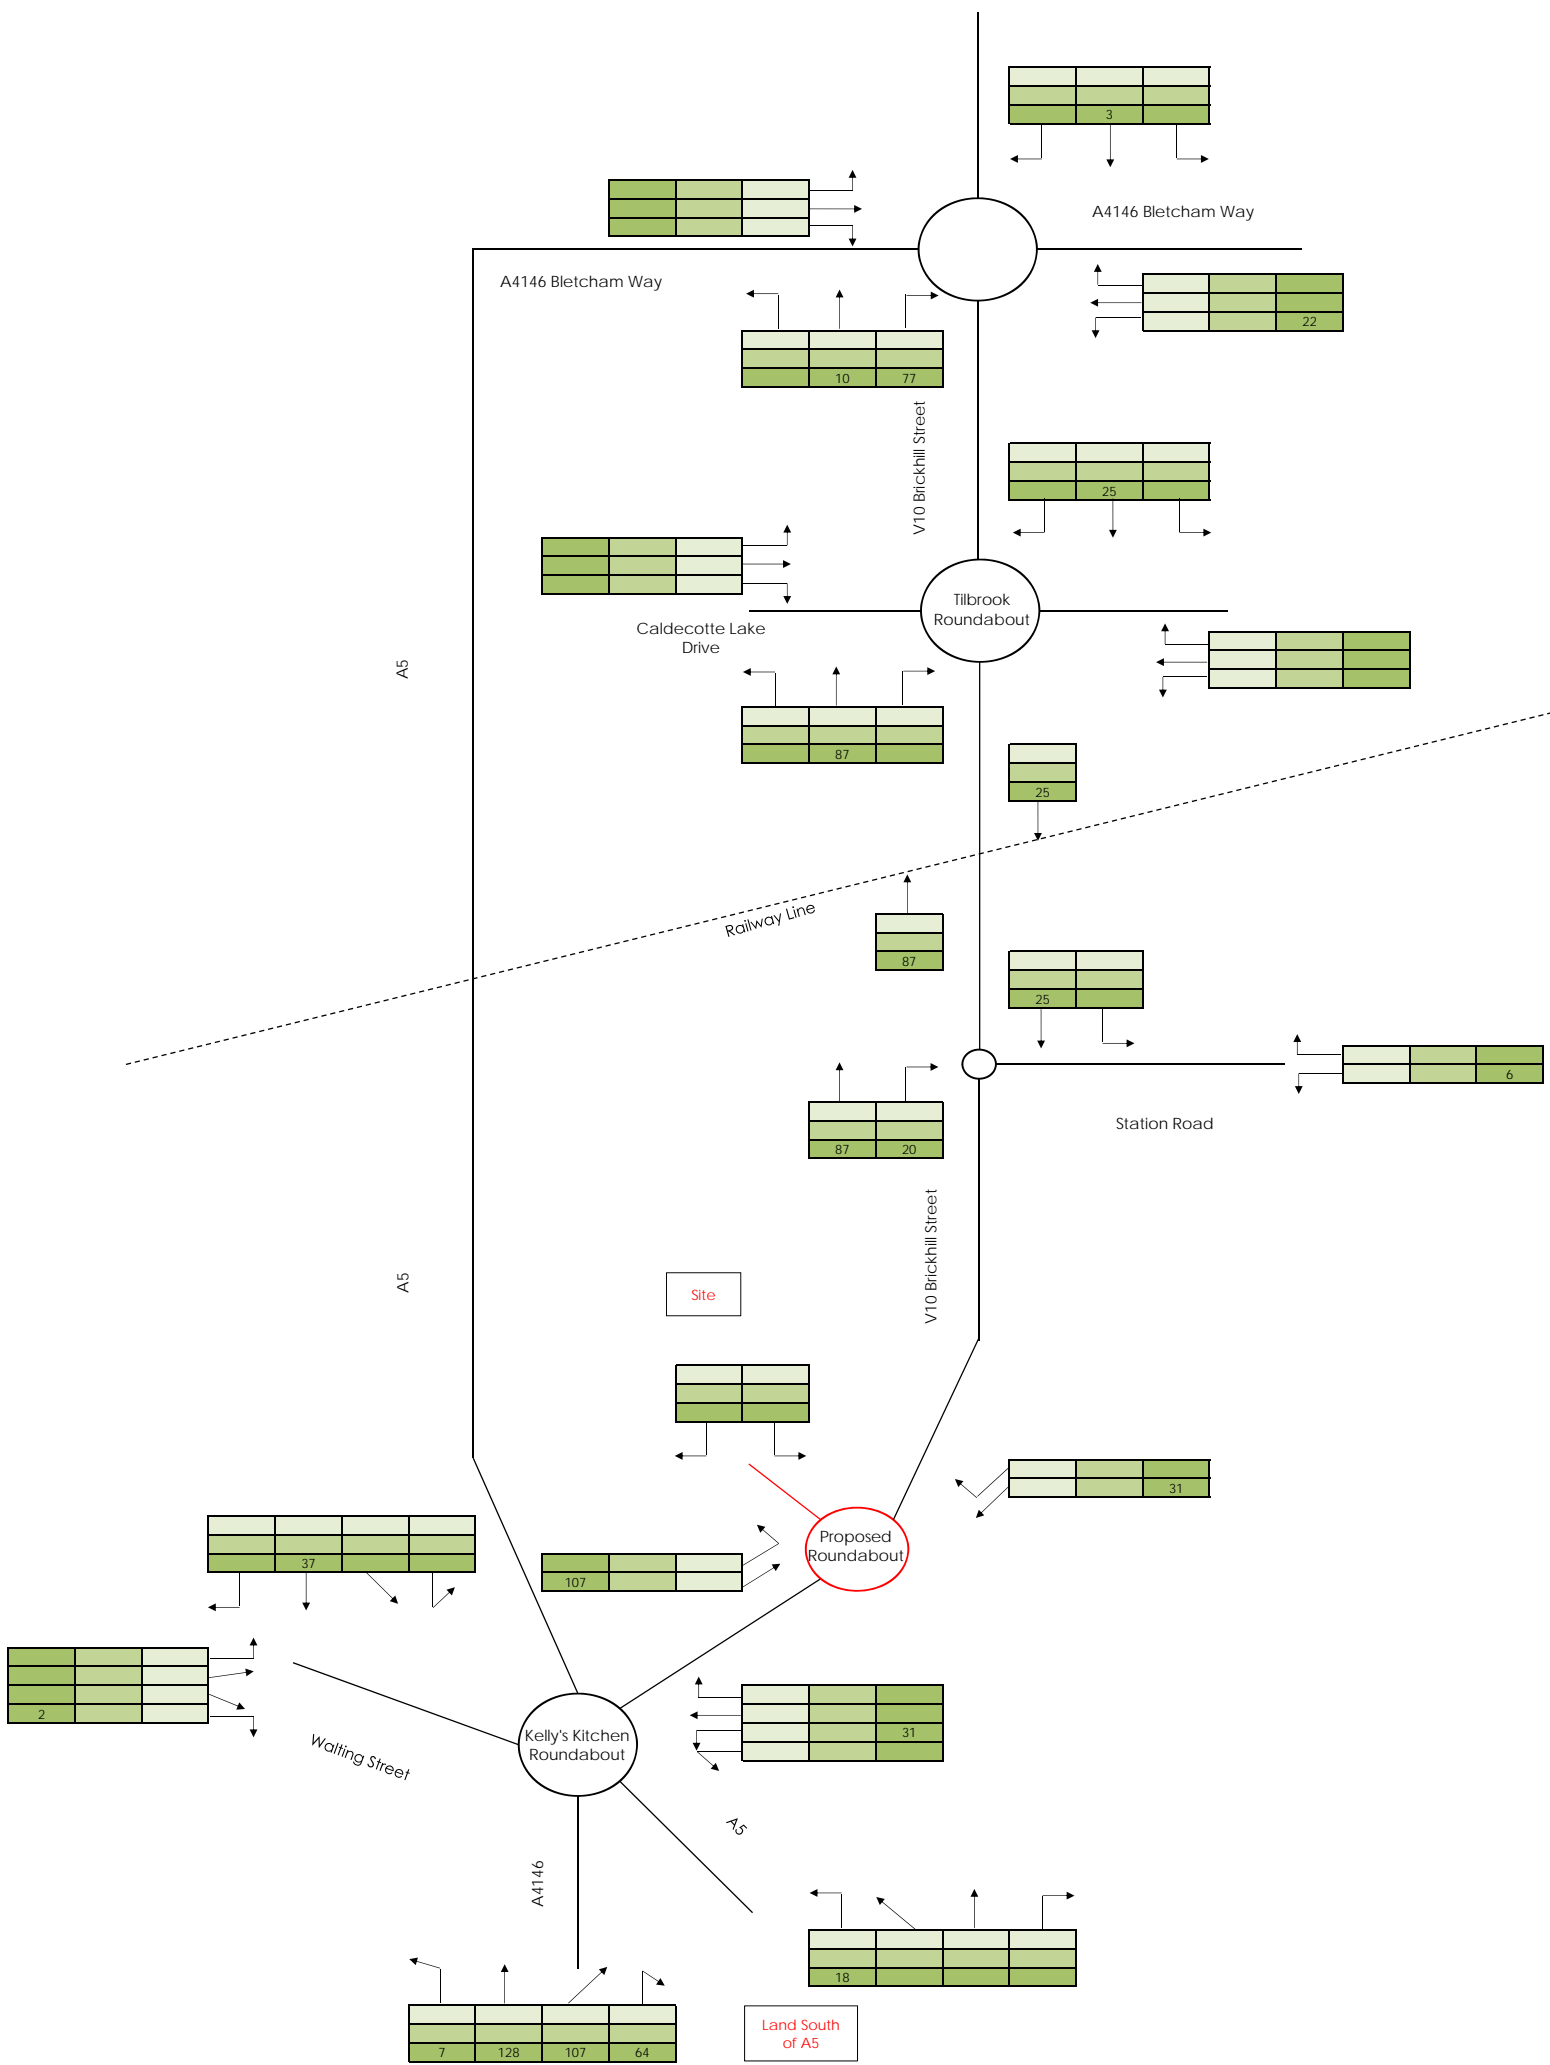 3
A4146 Bletcham Way
A4146 Bletcham Way
22
10 77
V10 Brickhill Street
25
Tilbrook
Roundabout
Caldecotte Lake
Drive
A5
87
25
Railway Line
87
25
6
Station Road
87 20
V10 Brickhill Street
A5
Site
31
Proposed
Roundabout
37
107
2
Kelly's Kitchen
Roundabout
31
Walting Street
A5
A4146
18
Land South
of A5
7 128 107 64